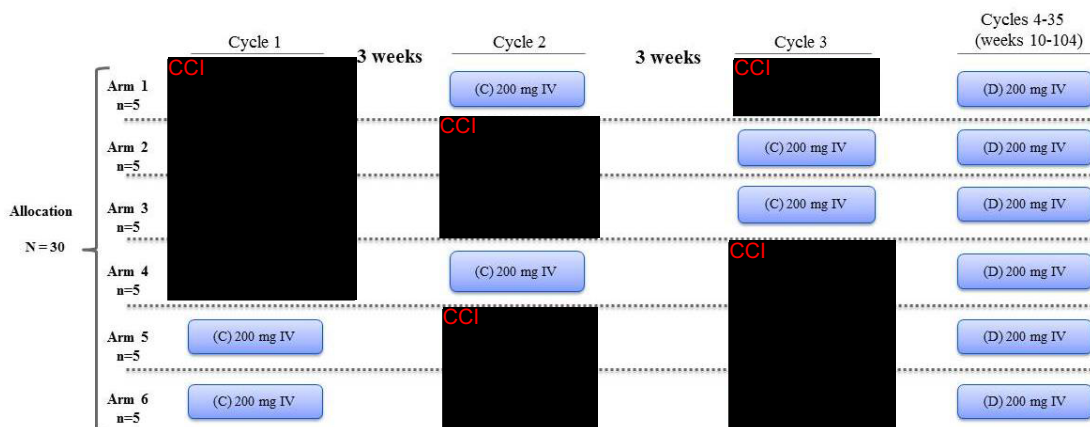 Cycle 1
3 weeks
Cycle 2
3 weeks
Cycle 3
Cycles 4-35
(weeks 10-104)
Allocation
N = 30
CCI
CCI
Arm 1
n=5
(C) 200 mg IV
(D) 200 mg IV
CCI
Arm 2
n=5
(C) 200 mg IV
(D) 200 mg IV
Arm 3
n=5
(C) 200 mg IV
(D) 200 mg IV
CCI
Arm 4
n=5
(C) 200 mg IV
(D) 200 mg IV
CCI
Arm 5
n=5
(C) 200 mg IV
(D) 200 mg IV
Arm 6
n=5
(C) 200 mg IV
(D) 200 mg IV